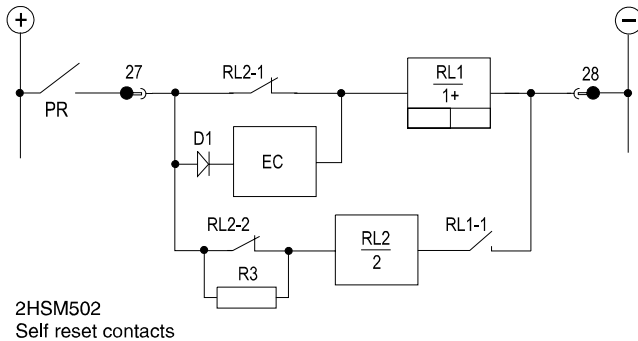 +
−
27
RL2-1
RL1
1+
28
PR
D1
EC
RL2-2
RL2
2
RL1-1
R3
2HSM502
Self reset contacts